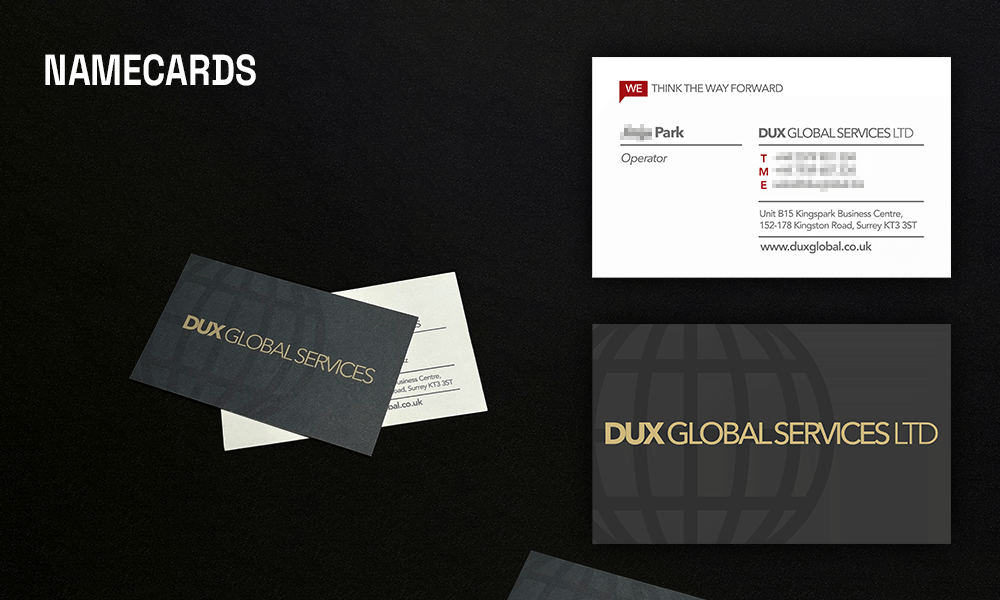 NAMECARDS
WE THINK THE WAY FORWARD
Park
Operator
DUX GLOBAL SERVICES LTD
T
M
E
Unit B15 Kingspark Business Centre,
152-178 Kingston Road, Surrey KT3 3ST
www.duxglobal.co.uk
DUX GLOBAL SERVICES
usiness Centre,
oad, Surrey KT3 3ST
bal.co.uk
DUX GLOBAL SERVICES LTD